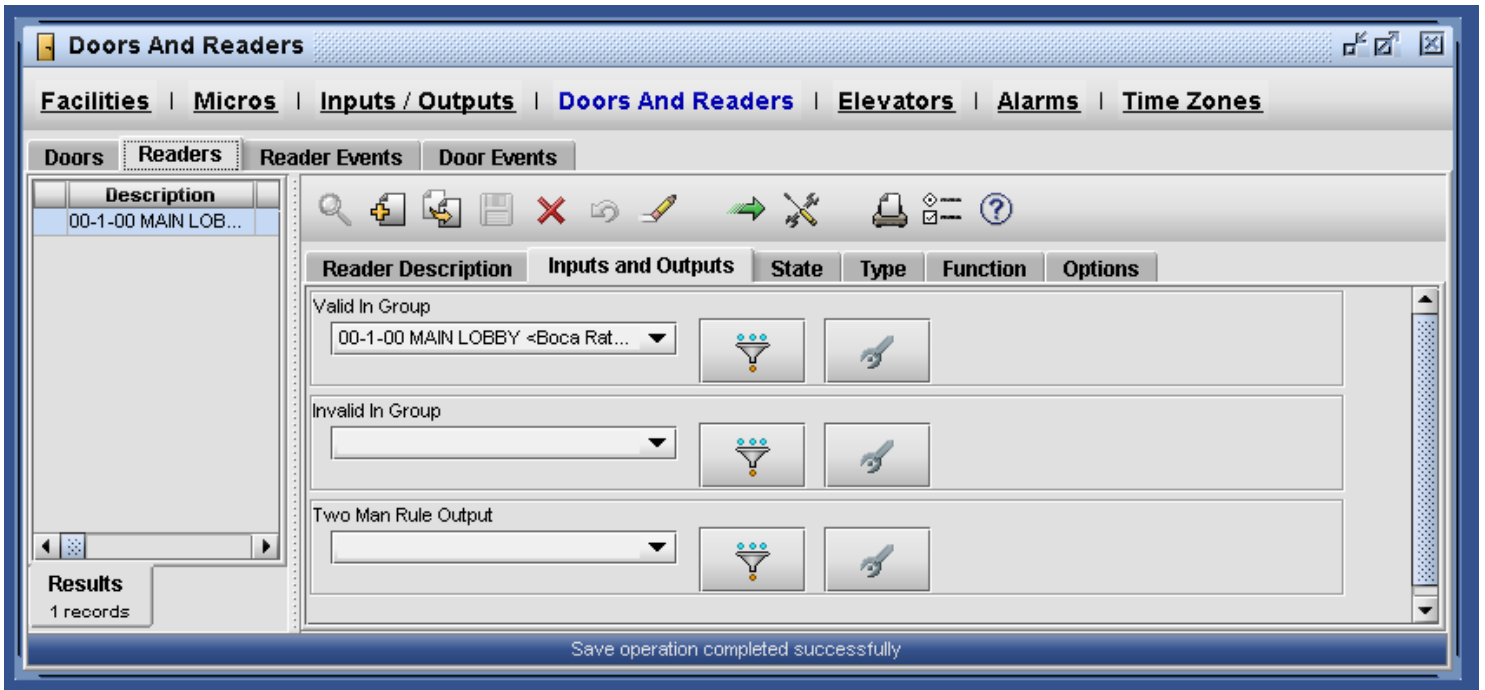 Doors And Readers
Facilities | Micros | Inputs / Outputs | Doors And Readers | Elevators | Alarms | Time Zones
Doors Readers Reader Events Door Events
Description
00-1-00 MAIN LOB...
Reader Description Inputs and Outputs State Type Function Options
Valid In Group
00-1-00 MAIN LOBBY <Boca Rat...
Invalid In Group
Two Man Rule Output
Results
1 records
Save operation completed successfully